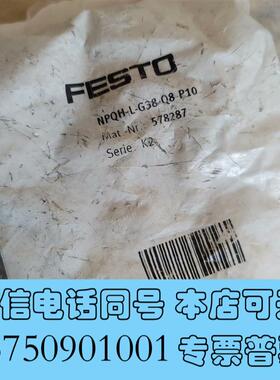 FESTO
NPQH-L-G38-Q8-P10
Mat.-Nr. 578287
Serie K2
信电话同号 本店可
3750901001 专票普